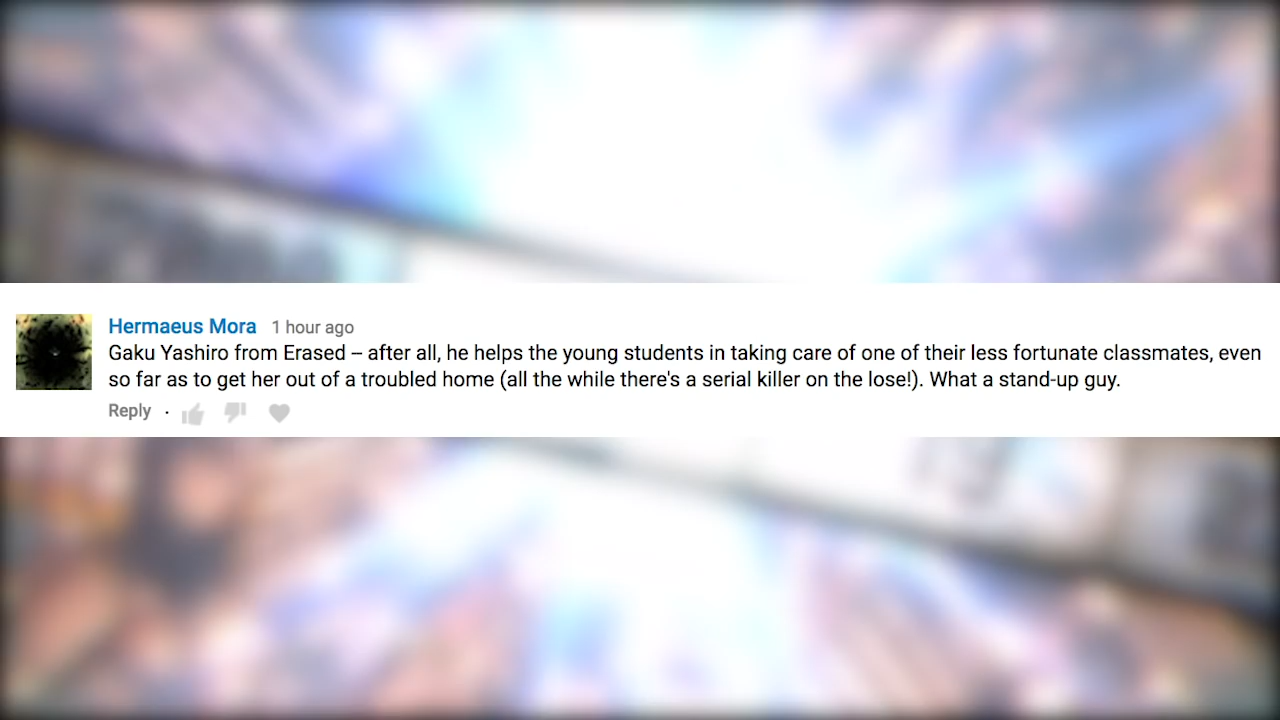 Hermaeus Mora 1 hour ago
Gaku Yashiro from Erased – after all, he helps the young students in taking care of one of their less fortunate classmates, even
so far as to get her out of a troubled home (all the while there's a serial killer on the lose!). What a stand-up guy.
Reply ·